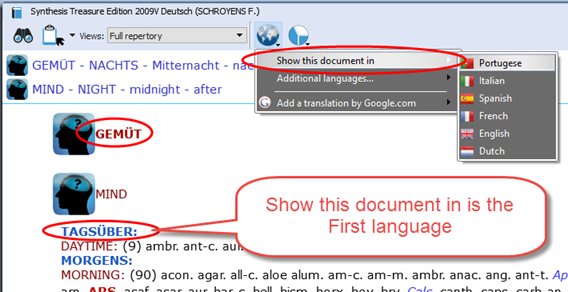 Synthesis Treasure Edition 2009V Deutsch (SCHROYENS F.)
Views: Full repertory
GEMÜT - NACHTS - Mitternacht - nac
MIND - NIGHT - midnight - after
Show this document in
Additional languages...
Add a translation by Google.com
Portugese
Italian
Spanish
French
English
Dutch
GEMÜT
MIND
Show this document in is the
First language
TAGSÜBER:
DAYTIME: (9) ambr. ant-c. aur.
MORGENS:
MORNING: (90) acon. agar. all-c. aloe alum. am-c. am-m. ambr. anac. ang. ant-t.
arn. ARS. asaf. asar. aur. bar-c. bell. bism. borx. bov. bry. Calc. canth. caps. carb-an.